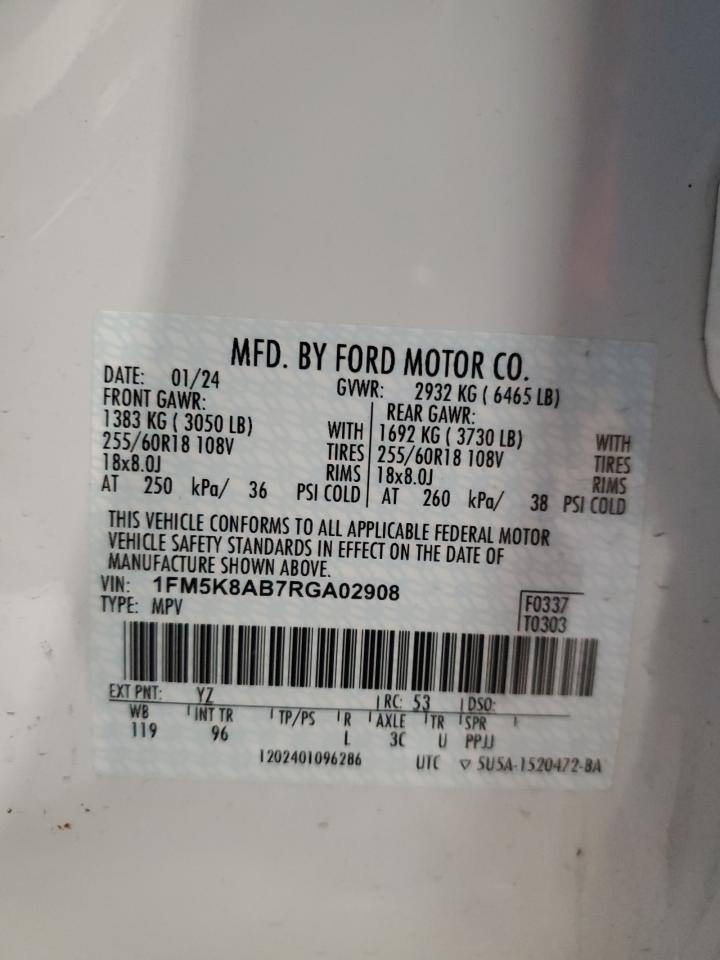 MFD. BY FORD MOTOR CO.
DATE: 01/24 GVWR: 2932 KG ( 6465 LB)
FRONT GAWR: REAR GAWR:
1383 KG ( 3050 LB) WITH 1692 KG ( 3730 LB) WITH
255/60R18 108V TIRES 255/60R18 108V TIRES
18x8.0J RIMS 18x8.0J RIMS
AT 250 kPa/ 36 PSI COLD AT 260 kPa/ 38 PSI COLD
THIS VEHICLE CONFORMS TO ALL APPLICABLE FEDERAL MOTOR
VEHICLE SAFETY STANDARDS IN EFFECT ON THE DATE OF
MANUFACTURE SHOWN ABOVE.
VIN: 1FM5K8AB7RGA02908 F0337
TYPE: MPV T0303
EXT PNT: YZ RC: 53 DSO:
WB INT TR TP/PS R AXLE TR SPR
119 96 L 3C U PPJJ
1202401096286 UTC ▽ 5U5A-1520472-BA